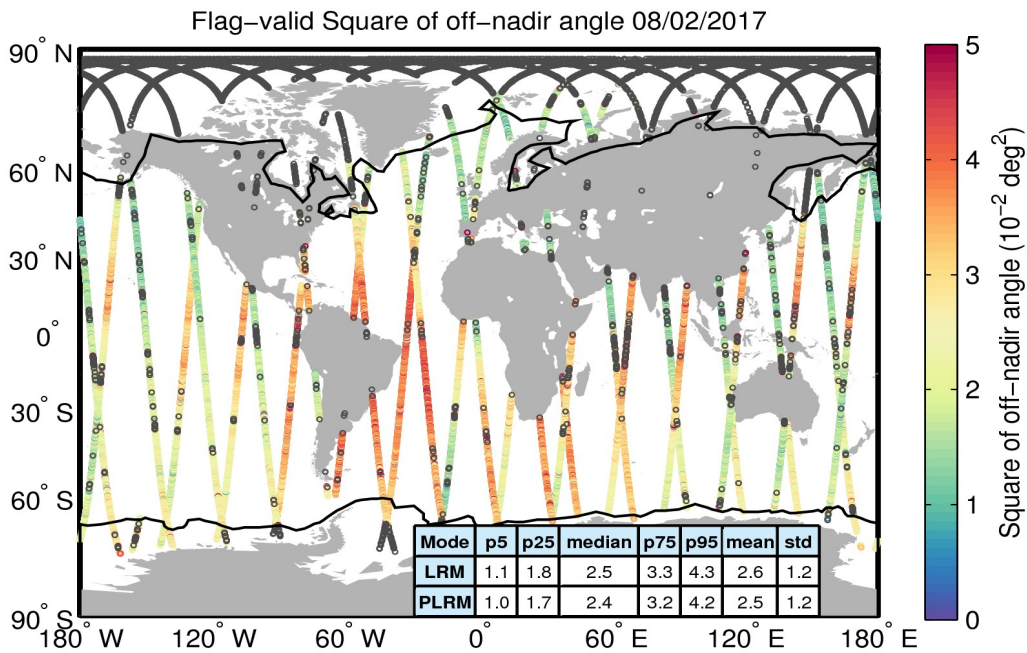 Flag−valid Square of off−nadir angle 08/02/2017
90° N
60° N
30° N
0°
30° S
60° S
90° S
180° W
120° W
60° W
0°
60° E
120° E
180° E
Mode p5 p25 median p75 p95 mean std
LRM 1.1 1.8 2.5 3.3 4.3 2.6 1.2
PLRM 1.0 1.7 2.4 3.2 4.2 2.5 1.2
5
4
3
2
1
0
Square of off−nadir angle (10⁻² deg²)